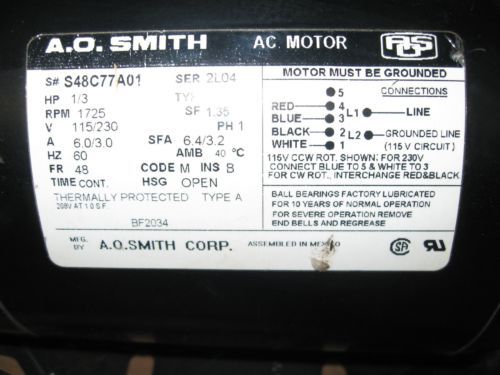 A.O. SMITH AC MOTOR AOS
S# S48C77A01 SER 2L04
HP 1/3 TYPE
RPM 1725 SF 1.35
V 115/230 PH 1
A 6.0/3.0 SFA 6.4/3.2
HZ 60 AMB 40 °C
FR 48 CODE M INS B
TIME CONT. HSG OPEN
THERMALLY PROTECTED TYPE A
208V AT 1.0 S.F.
BF2034
MOTOR MUST BE GROUNDED
5 CONNECTIONS
RED 4 L1 LINE
BLUE 3
BLACK 2 L2 GROUNDED LINE
WHITE 1 (115 V CIRCUIT)
115V CCW ROT. SHOWN: FOR 230V
CONNECT BLUE TO 5 & WHITE TO 3
FOR CW ROT., INTERCHANGE RED&BLACK.
BALL BEARINGS FACTORY LUBRICATED
FOR 10 YEARS OF NORMAL OPERATION
FOR SEVERE OPERATION REMOVE
END BELLS AND REGREASE
MFG. BY A.O.SMITH CORP. ASSEMBLED IN MEXICO